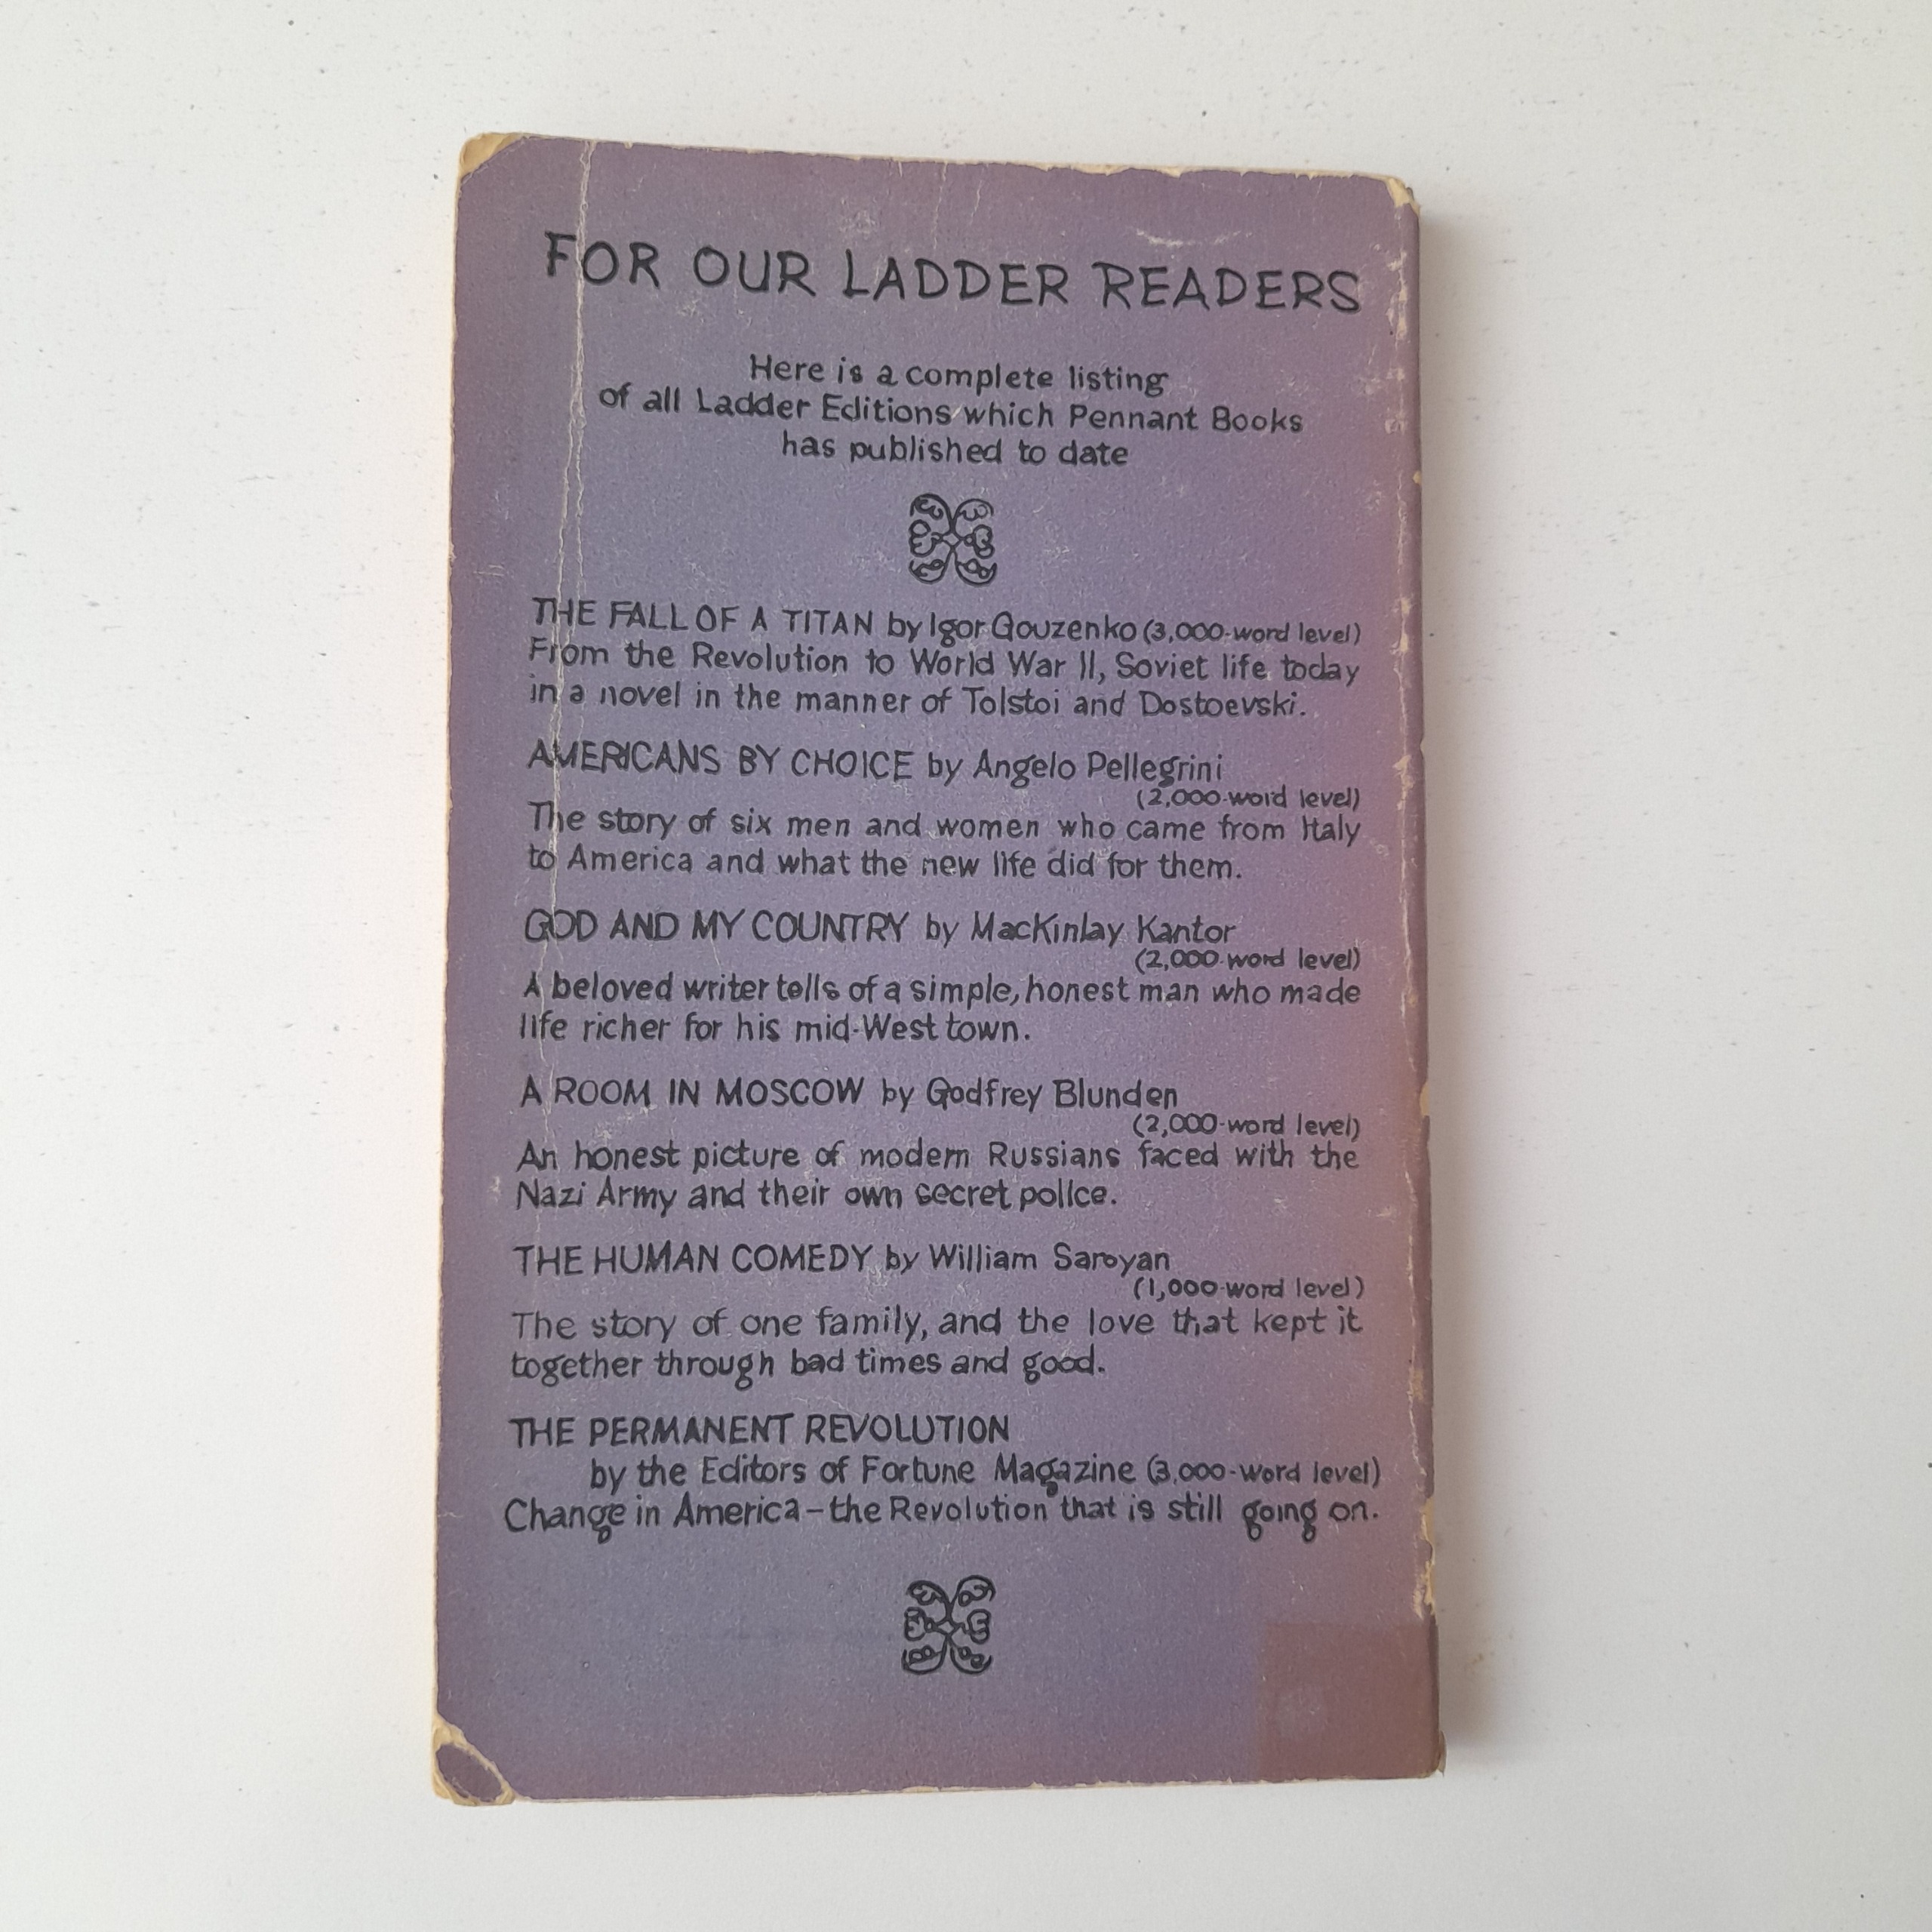 FOR OUR LADDER READERS
Here is a complete listing
of all Ladder Editions which Pennant Books
has published to date
THE FALL OF A TITAN by Igor Gouzenko (3,000-word level)
From the Revolution to World War II, Soviet life today
in a novel in the manner of Tolstoi and Dostoevski.
AMERICANS BY CHOICE by Angelo Pellegrini
(2,000-word level)
The story of six men and women who came from Italy
to America and what the new life did for them.
GOD AND MY COUNTRY by MacKinlay Kantor
(2,000-word level)
A beloved writer tells of a simple, honest man who made
life richer for his mid-West town.
A ROOM IN MOSCOW by Godfrey Blunden
(2,000-word level)
An honest picture of modern Russians faced with the
Nazi Army and their own secret police.
THE HUMAN COMEDY by William Saroyan
(1,000-word level)
The story of one family, and the love that kept it
together through bad times and good.
THE PERMANENT REVOLUTION
by the Editors of Fortune Magazine (3,000-word level)
Change in America—the Revolution that is still going on.